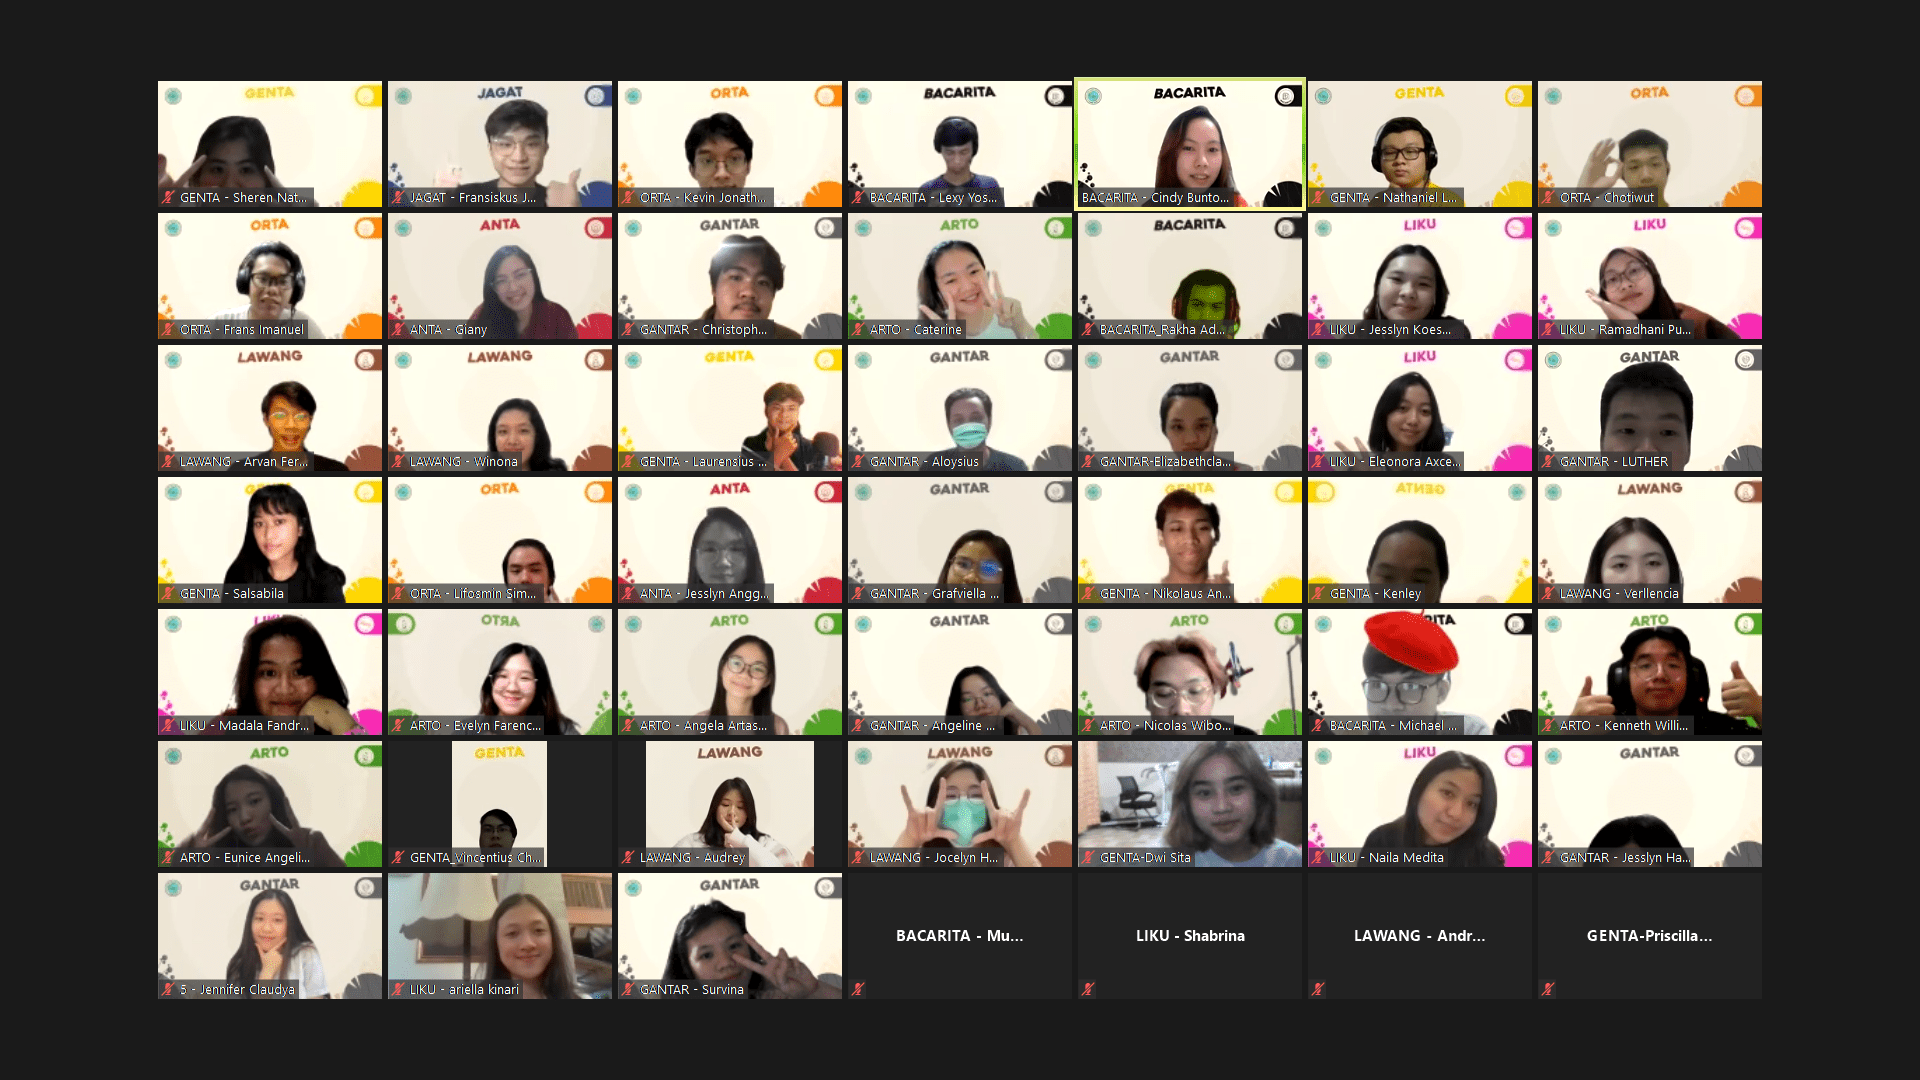 GENTA
GENTA - Sheren Nat...
JAGAT
JAGAT - Fransiskus J...
ORTA
ORTA - Kevin Jonath...
BACARITA
BACARITA - Lexy Yos...
BACARITA
BACARITA - Cindy Bunto...
GENTA
GENTA - Nathaniel L...
ORTA
ORTA - Chotiwut
ORTA
ORTA - Frans Imanuel
ANTA
ANTA - Giany
GANTAR
GANTAR - Christoph...
ARTO
ARTO - Caterine
BACARITA
BACARITA_Rakha Ad...
LIKU
LIKU - Jesslyn Koes...
LIKU
LIKU - Ramadhani Pu...
LAWANG
LAWANG - Arvan Fer...
LAWANG
LAWANG - Winona
GENTA
GENTA - Laurensius ...
GANTAR
GANTAR - Aloysius
GANTAR
GANTAR-Elizabethcla...
LIKU
LIKU - Eleonora Axce...
GANTAR
GANTAR - LUTHER
GENTA - Salsabila
ORTA
ORTA - Lifosmin Sim...
ANTA
ANTA - Jesslyn Angg...
GANTAR
GANTAR - Grafviella ...
GENTA
GENTA - Nikolaus An...
GENTA
GENTA - Kenley
LAWANG
LAWANG - Verllencia
LIKU - Madala Fandr...
ARTO
ARTO - Evelyn Farenc...
ARTO
ARTO - Angela Artas...
GANTAR
GANTAR - Angeline ...
ARTO
ARTO - Nicolas Wibo...
BACARITA - Michael ...
ARTO
ARTO - Kenneth Willi...
ARTO
ARTO - Eunice Angeli...
GENTA
GENTA_Vincentius Ch...
LAWANG
LAWANG - Audrey
LAWANG
LAWANG - Jocelyn H...
GENTA-Dwi Sita
LIKU
LIKU - Naila Medita
GANTAR
GANTAR - Jesslyn Ha...
GANTAR
5 - Jennifer Claudya
LIKU - ariella kinari
GANTAR
GANTAR - Survina
BACARITA - Mu...
LIKU - Shabrina
LAWANG - Andr...
GENTA-Priscilla...